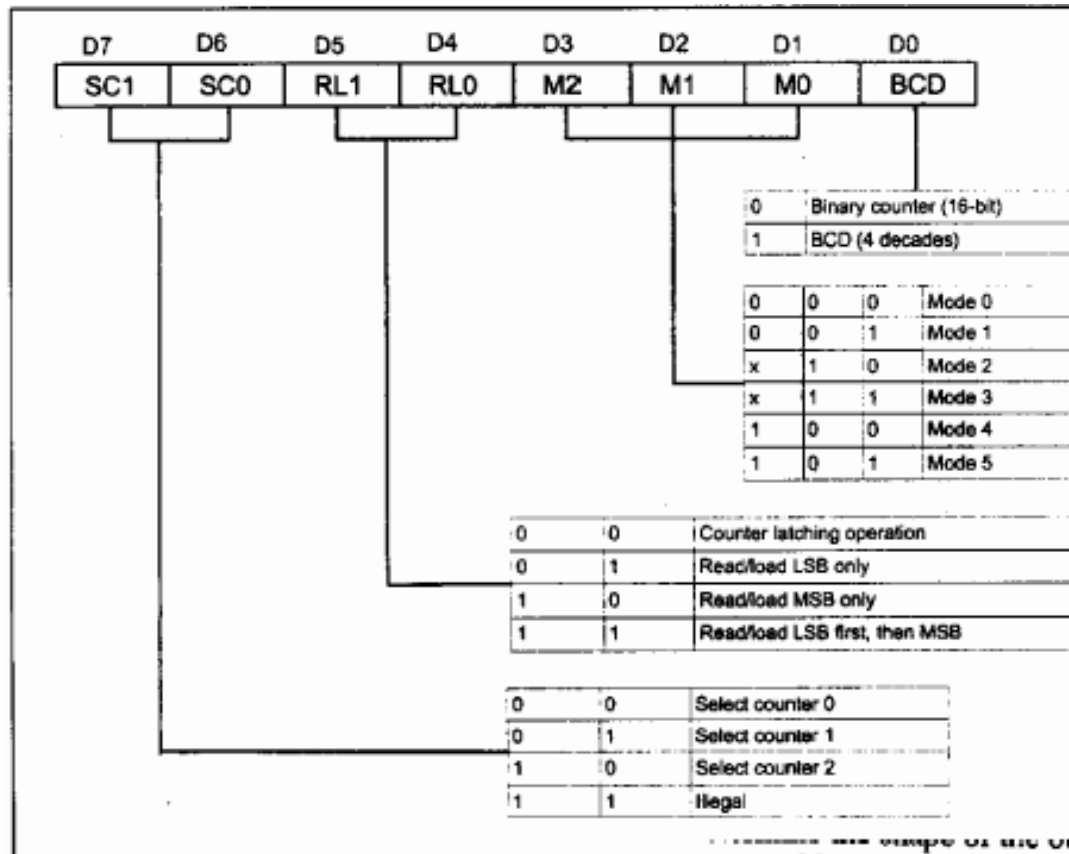 D7 D6 D5 D4 D3 D2 D1 D0
SC1 SC0 RL1 RL0 M2 M1 M0 BCD
0 Binary counter (16-bit)
1 BCD (4 decades)
0 0 0 Mode 0
0 0 1 Mode 1
x 1 0 Mode 2
x 1 1 Mode 3
1 0 0 Mode 4
1 0 1 Mode 5
0 0 Counter latching operation
0 1 Read/load LSB only
1 0 Read/load MSB only
1 1 Read/load LSB first, then MSB
0 0 Select counter 0
0 1 Select counter 1
1 0 Select counter 2
1 1 Illegal
shape of the